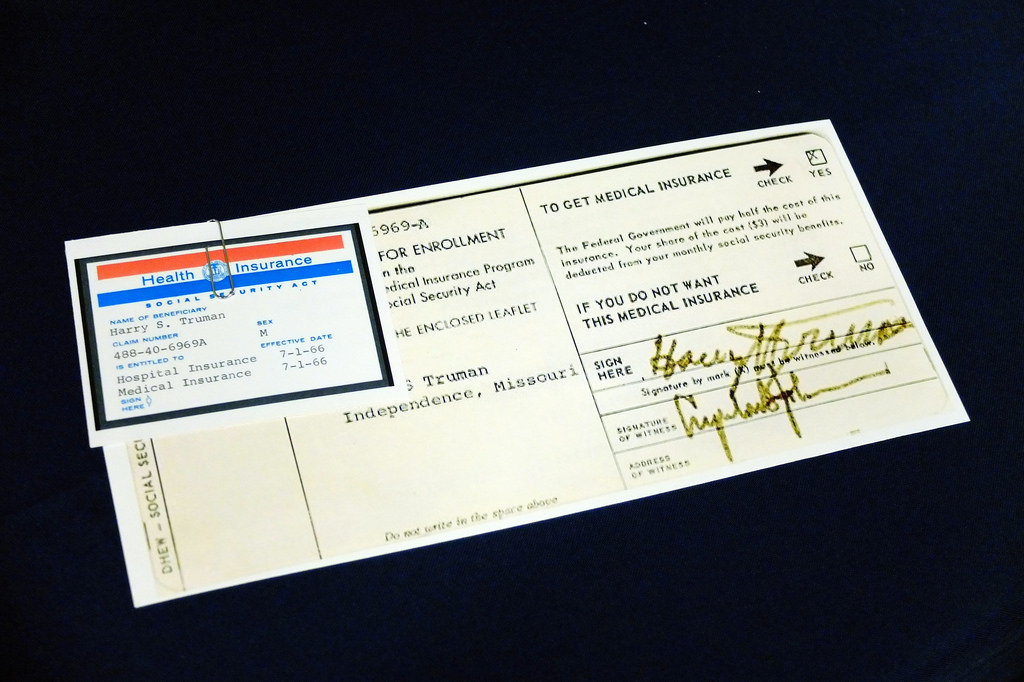 Health Insurance
SOCIAL SECURITY ACT
NAME OF BENEFICIARY
Harry S. Truman
CLAIM NUMBER
SEX
488-40-6969A
M
IS ENTITLED TO
EFFECTIVE DATE
Hospital Insurance
7-1-66
Medical Insurance
7-1-66
SIGN
HERE
6969-A
FOR ENROLLMENT
n the
edical Insurance Program
ocial Security Act
HE ENCLOSED LEAFLET
S Truman
Independence, Missouri
Do not write in the space above
DHEW - SOCIAL SEC
TO GET MEDICAL INSURANCE
CHECK
X
YES
The Federal Government will pay half the cost of this
insurance. Your share of the cost ($3) will be
deducted from your monthly social security benefits.
IF YOU DO NOT WANT
THIS MEDICAL INSURANCE
CHECK
NO
SIGN
HERE
Harry S Truman
Signature by mark (X) must be witnessed below.
SIGNATURE
OF WITNESS
ADDRESS
OF WITNESS